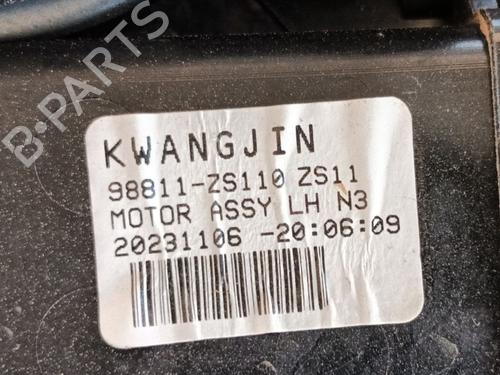 B-PARTS
KWANGJIN
98811-ZS110 ZS11
MOTOR ASSY LH N3
20231106 -20:06:09